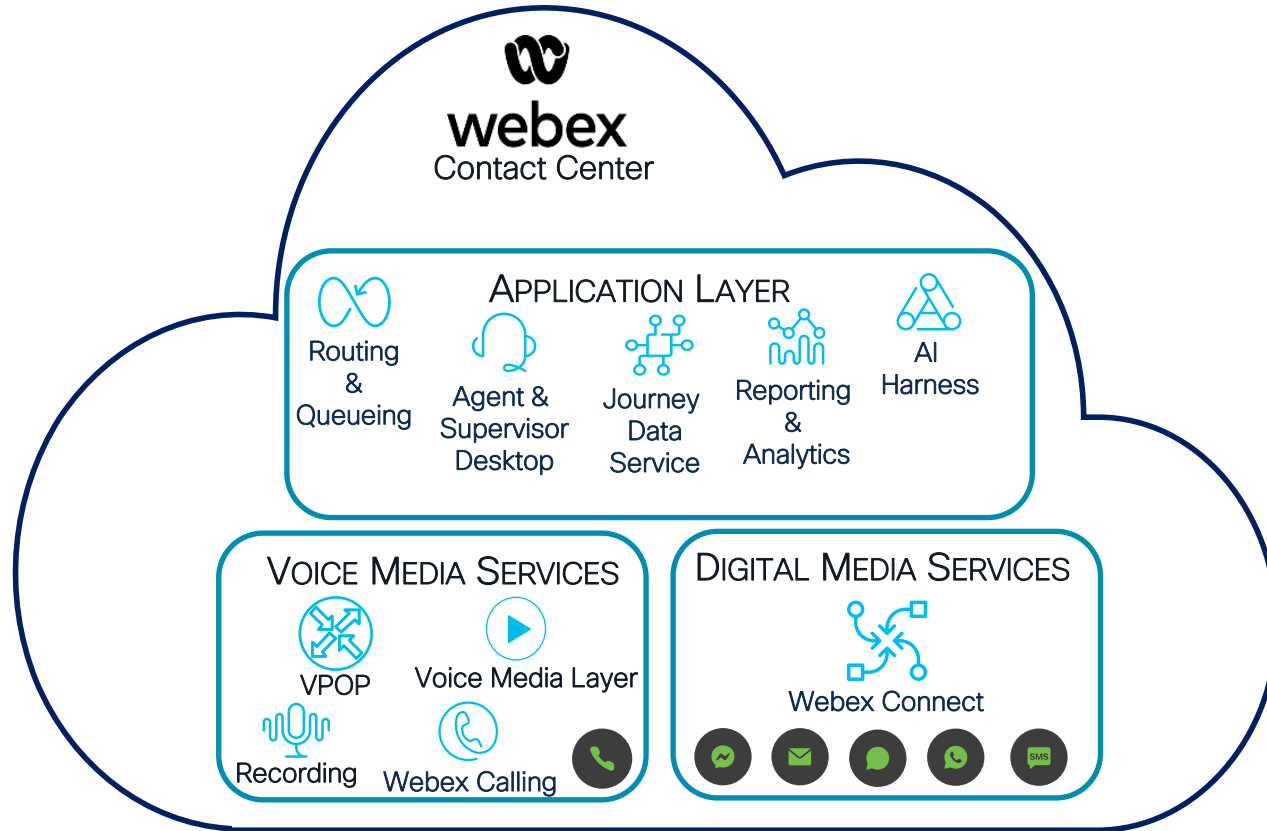 webex
Contact Center
APPLICATION LAYER
Routing
&
Queueing
Agent &
Supervisor
Desktop
Journey
Data
Service
Reporting
&
Analytics
AI
Harness
VOICE MEDIA SERVICES
VPOP
Voice Media Layer
Recording
Webex Calling
DIGITAL MEDIA SERVICES
Webex Connect
SMS